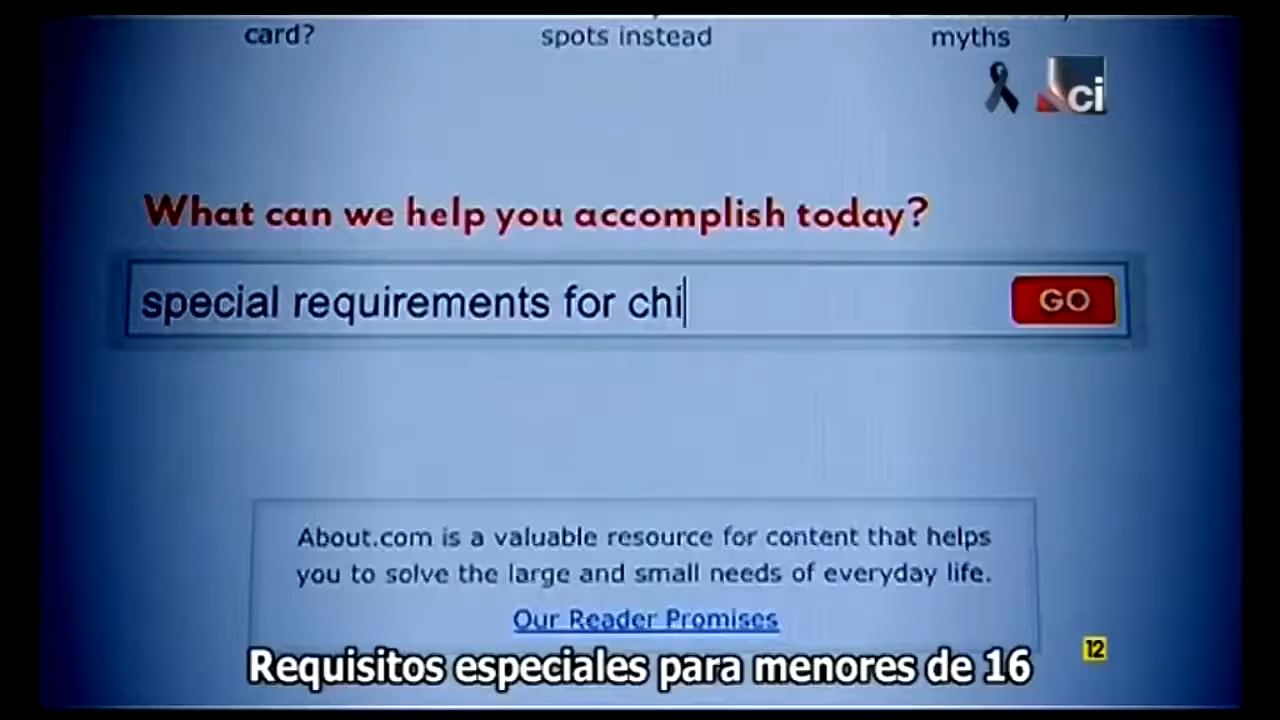 card?
spots instead
myths
ci
What can we help you accomplish today?
special requirements for chi
GO
About.com is a valuable resource for content that helps
you to solve the large and small needs of everyday life.
Our Reader Promises
Requisitos especiales para menores de 16
12